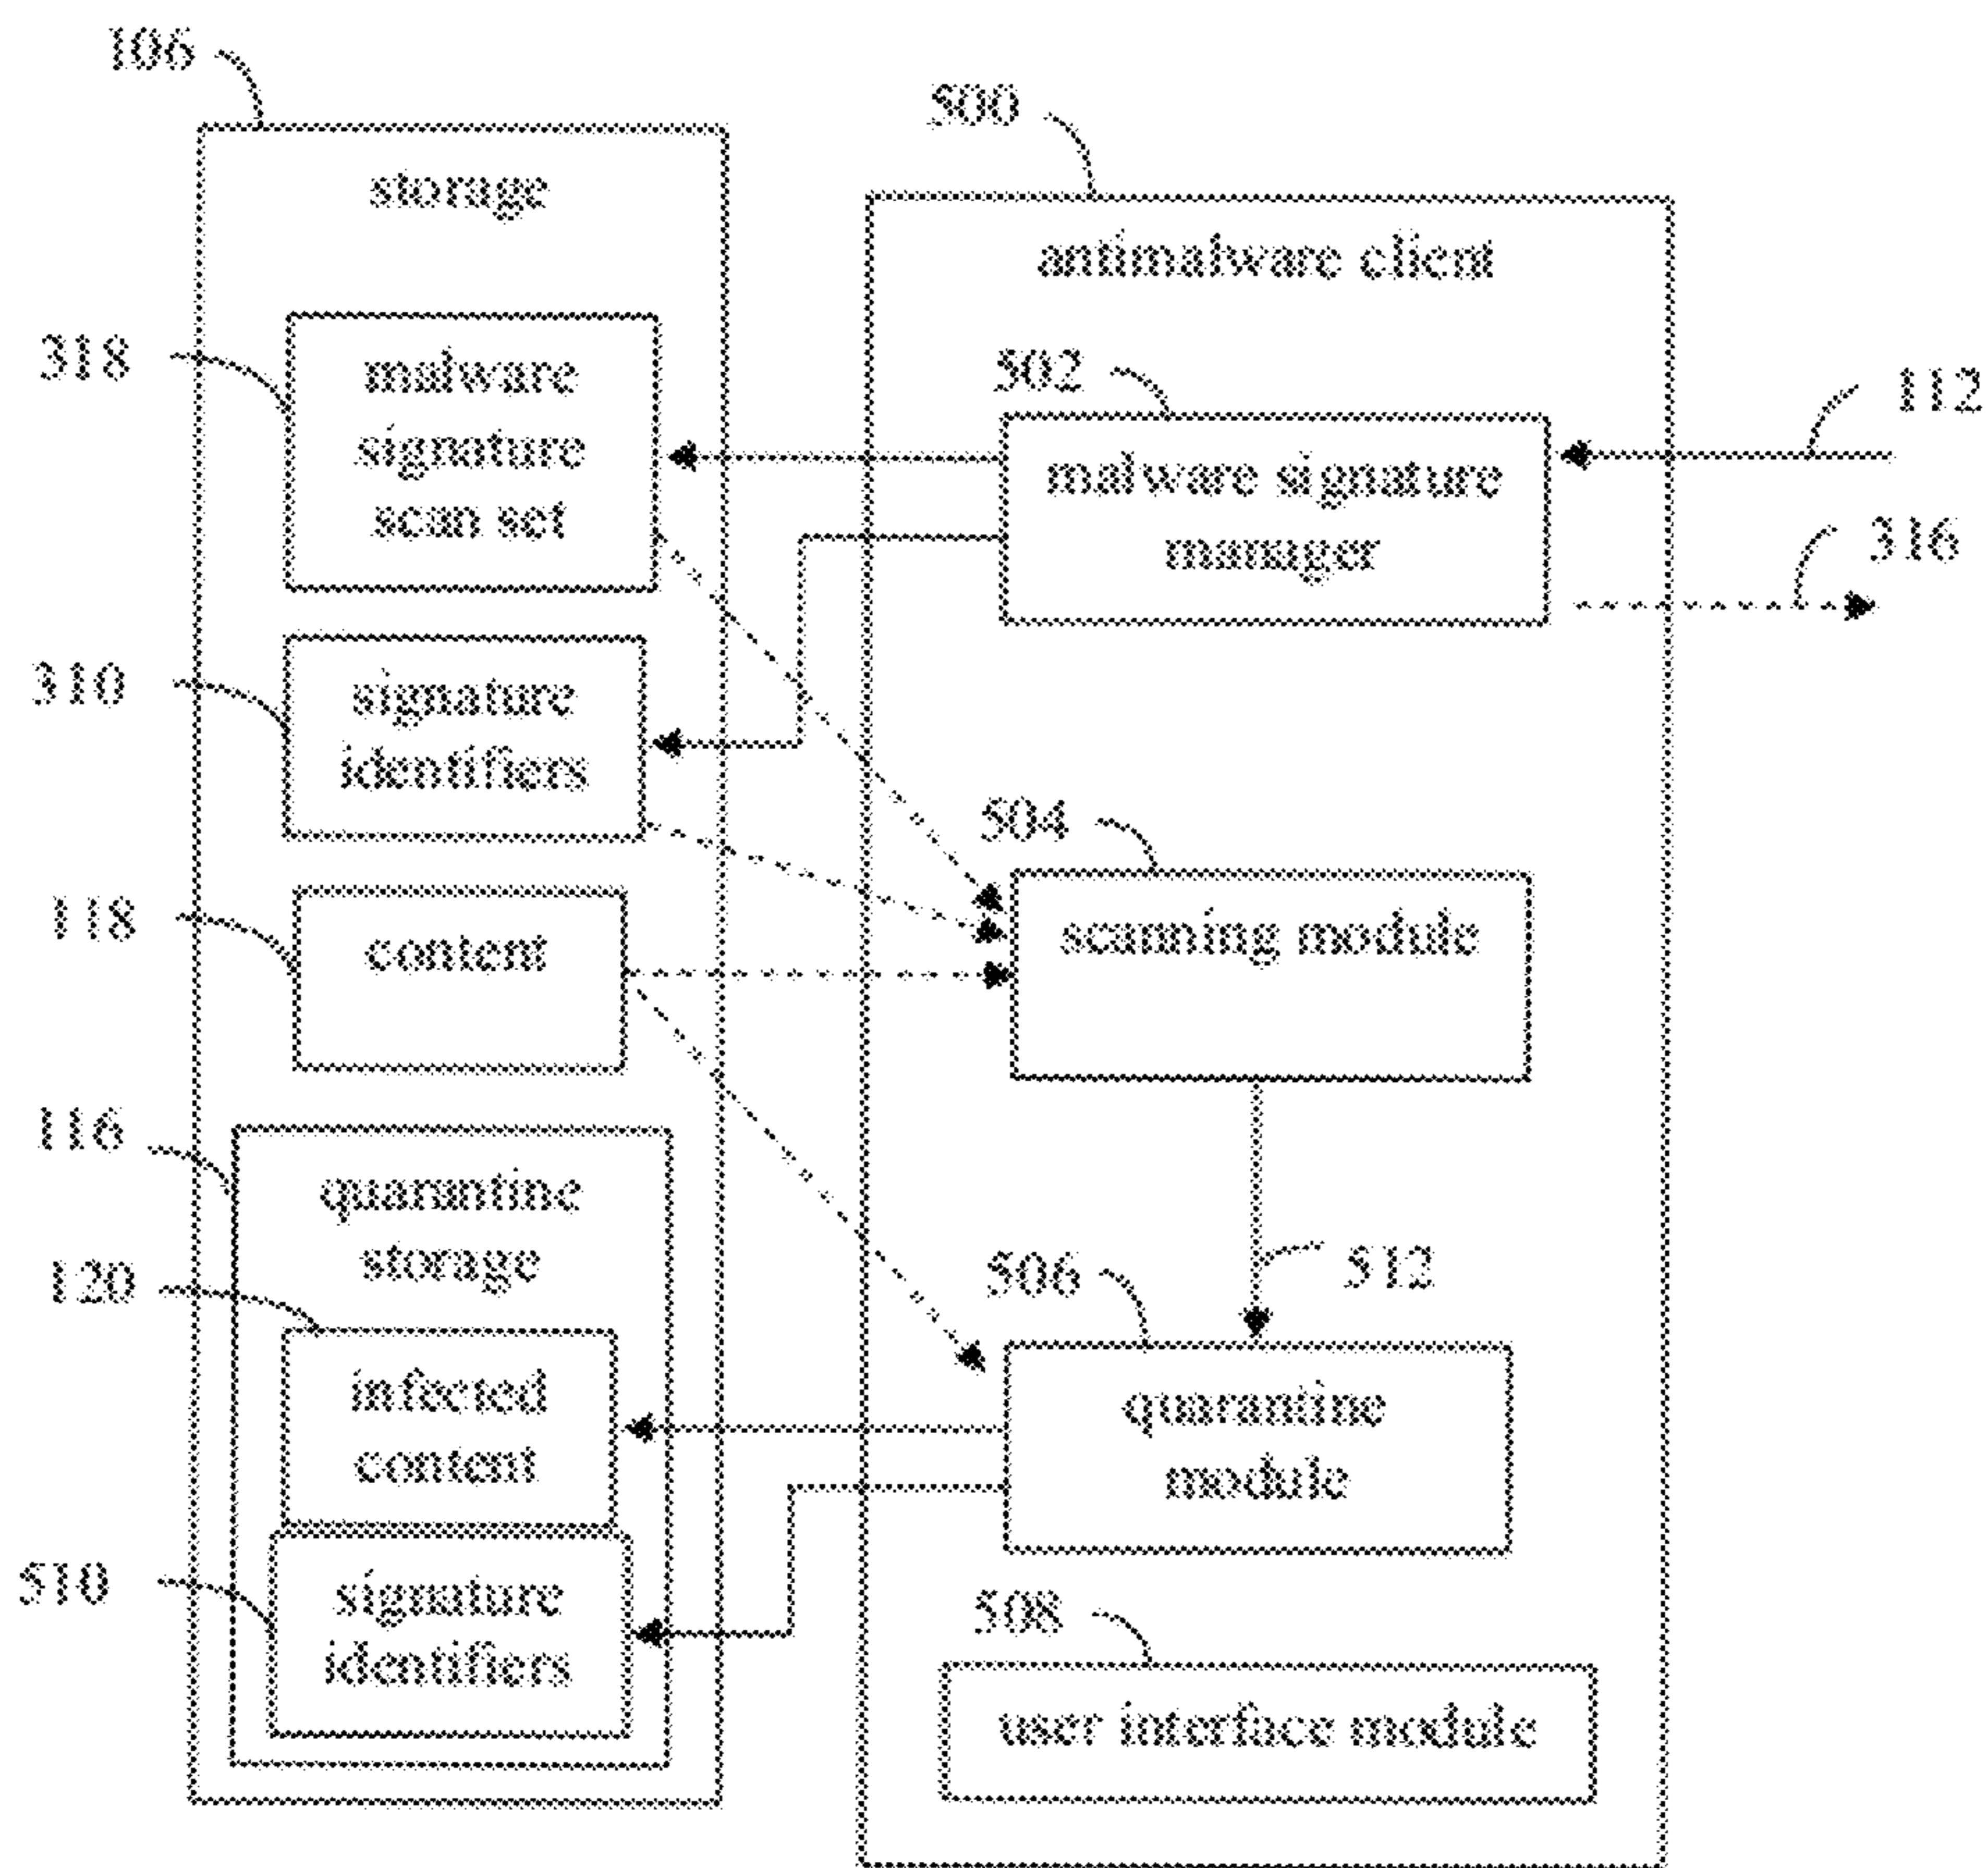 106
storage
318
malware
signature
scan set
310
signature
identifiers
118
content
116
quarantine
storage
120
infected
content
510
signature
identifiers
500
antimalware client
502
malware signature
manager
112
316
504
scanning module
512
506
quarantine
module
508
user interface module